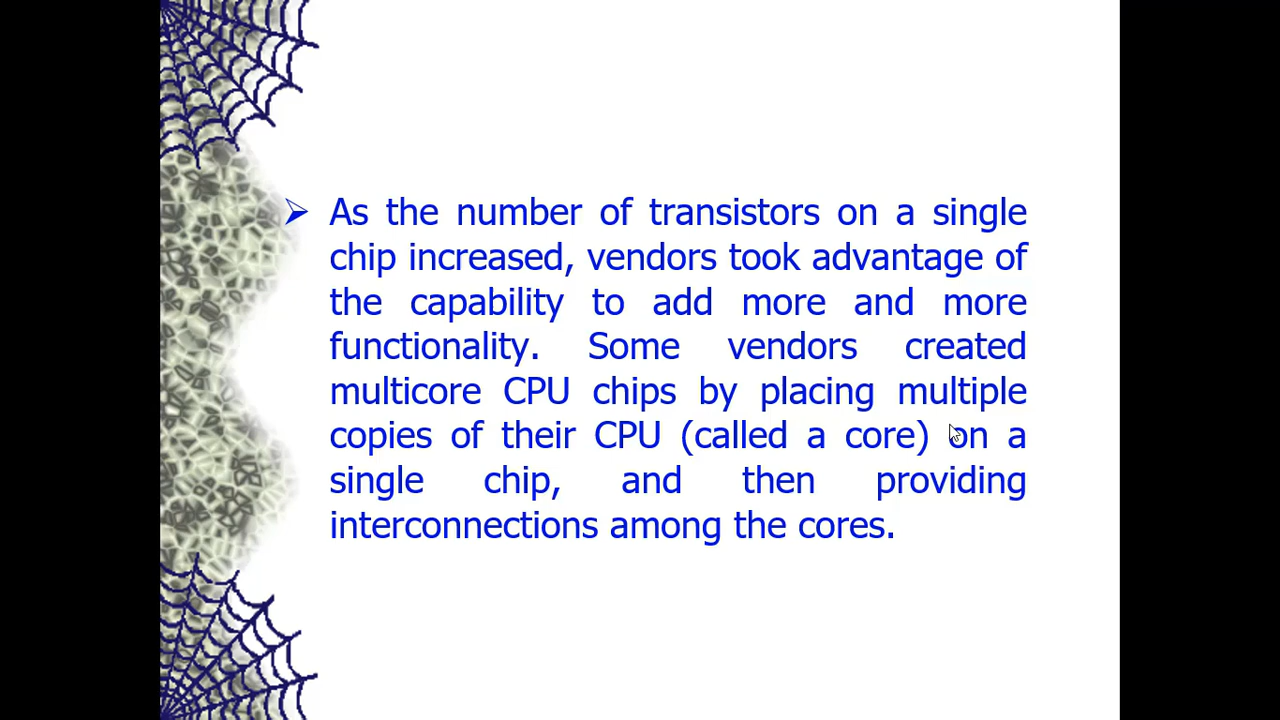 As the number of transistors on a single
chip increased, vendors took advantage of
the capability to add more and more
functionality. Some vendors created
multicore CPU chips by placing multiple
copies of their CPU (called a core) on a
single chip, and then providing
interconnections among the cores.